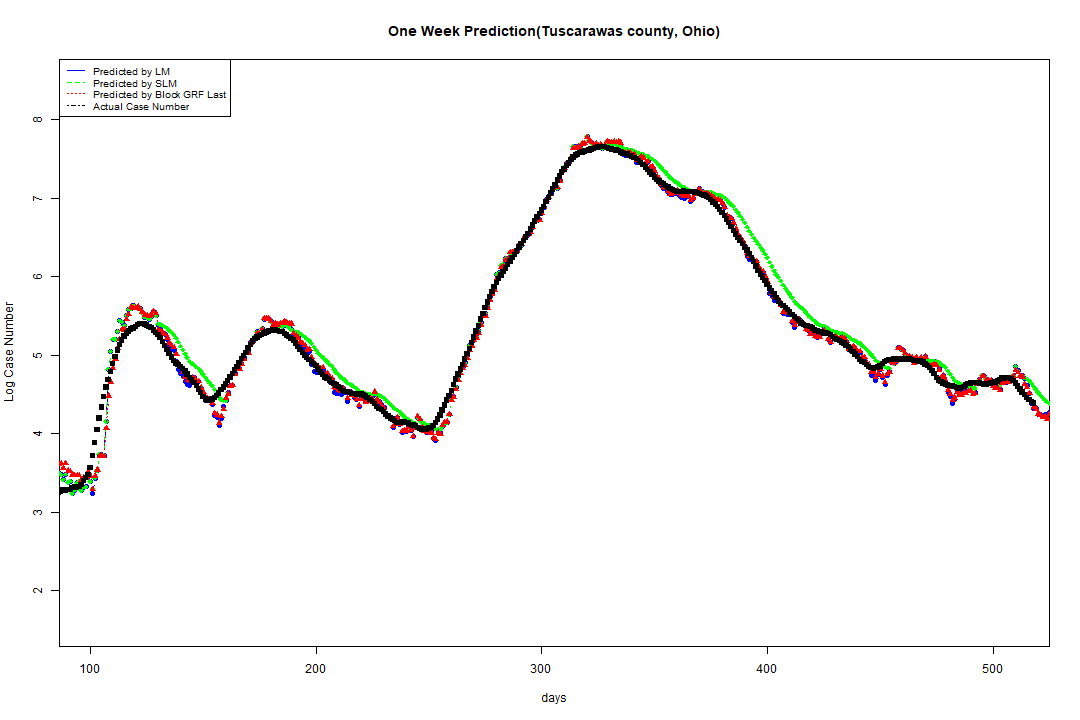 One Week Prediction(Tuscarawas county, Ohio)
Predicted by LM
Predicted by SLM
Predicted by Block GRF Last
Actual Case Number
8
7
6
5
4
3
2
Log Case Number
100 200 300 400 500
days